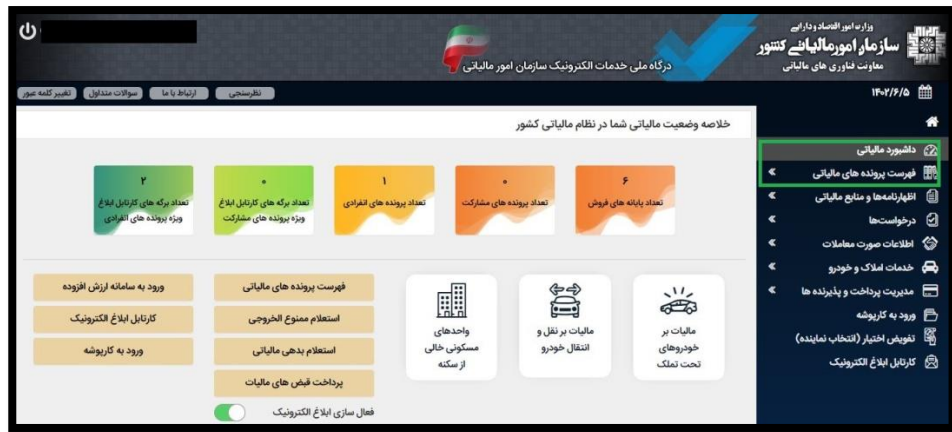 وزارت امور اقتصاد و دارایی
سازمان امور مالیاتی کشور
معاونت فناوری های مالیاتی
درگاه ملی خدمات الکترونیک سازمان امور مالیاتی
۱۴۰۲/۶/۵
نظرسنجی
ارتباط با ما
سوالات متداول
تغییر کلمه عبور
داشبورد مالیاتی
فهرست پرونده های مالیاتی
اظهارنامه‌ها و منابع مالیاتی
درخواست‌ها
اطلاعات صورت معاملات
خدمات املاک و خودرو
مدیریت پرداخت و پذیرنده ها
ورود به کارپوشه
تفویض اختیار (انتخاب نماینده)
کارتابل ابلاغ الکترونیک
خلاصه وضعیت مالیاتی شما در نظام مالیاتی کشور
۶
تعداد پایانه های فروش
۰
تعداد پرونده های مشارکت
۱
تعداد پرونده های انفرادی
۰
تعداد برگه های کارتابل ابلاغ
ویژه پرونده های مشارکت
۲
تعداد برگه های کارتابل ابلاغ
ویژه پرونده های انفرادی
مالیات بر
خودروهای
تحت تملک
مالیات بر نقل و
انتقال خودرو
واحدهای
مسکونی خالی
از سکنه
فهرست پرونده های مالیاتی
استعلام ممنوع الخروجی
استعلام بدهی مالیاتی
پرداخت قبض های مالیات
فعال سازی ابلاغ الکترونیک
ورود به سامانه ارزش افزوده
کارتابل ابلاغ الکترونیک
ورود به کارپوشه